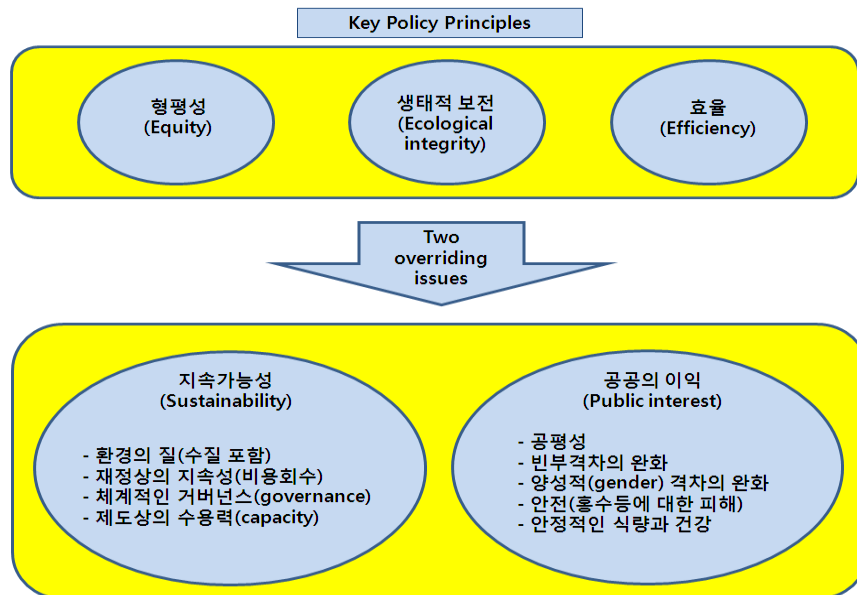 Key Policy Principles
형평성
(Equity)
생태적 보전
(Ecological
integrity)
효율
(Efficiency)
Two
overriding
issues
지속가능성
(Sustainability)
- 환경의 질(수질 포함)
- 재정상의 지속성(비용회수)
- 체계적인 거버넌스(governance)
- 제도상의 수용력(capacity)
공공의 이익
(Public interest)
- 공평성
- 빈부격차의 완화
- 양성적(gender) 격차의 완화
- 안전(홍수등에 대한 피해)
- 안정적인 식량과 건강